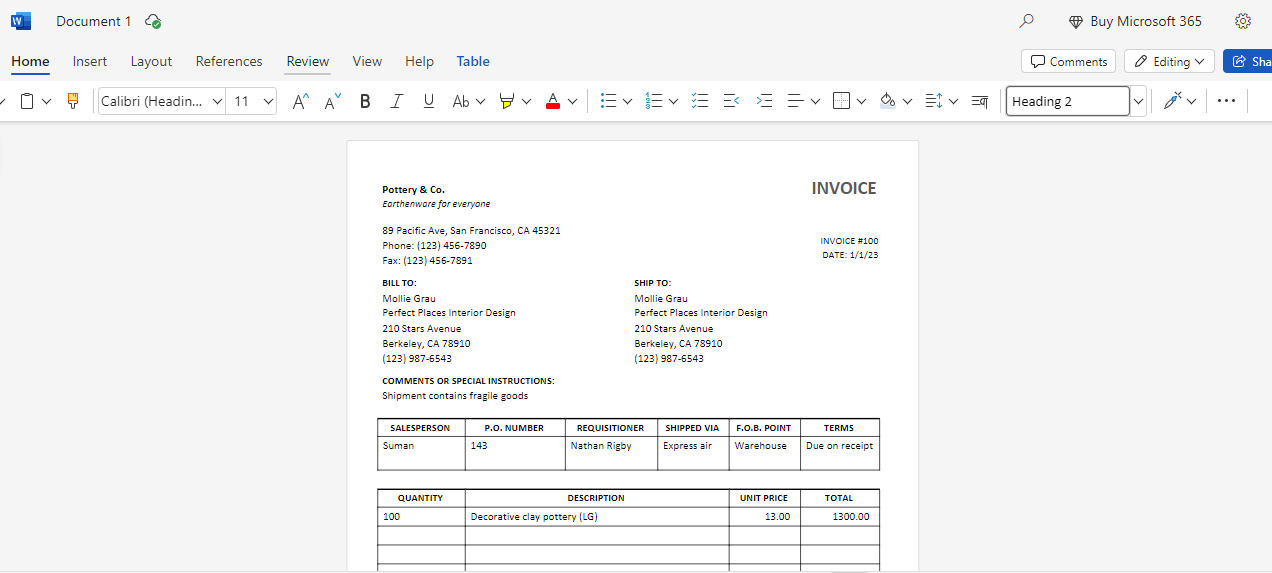 Document 1
Buy Microsoft 365
Home Insert Layout References Review View Help Table
Comments Editing Sha
Calibri (Headin... 11 A A B I U Ab A Heading 2
Pottery & Co.
INVOICE
Earthenware for everyone
89 Pacific Ave, San Francisco, CA 45321
Phone: (123) 456-7890
Fax: (123) 456-7891
INVOICE #100
DATE: 1/1/23
BILL TO:
Mollie Grau
Perfect Places Interior Design
210 Stars Avenue
Berkeley, CA 78910
(123) 987-6543
SHIP TO:
Mollie Grau
Perfect Places Interior Design
210 Stars Avenue
Berkeley, CA 78910
(123) 987-6543
COMMENTS OR SPECIAL INSTRUCTIONS:
Shipment contains fragile goods
SALESPERSON P.O. NUMBER REQUISITIONER SHIPPED VIA F.O.B. POINT TERMS
Suman 143 Nathan Rigby Express air Warehouse Due on receipt
QUANTITY DESCRIPTION UNIT PRICE TOTAL
100 Decorative clay pottery (LG) 13.00 1300.00